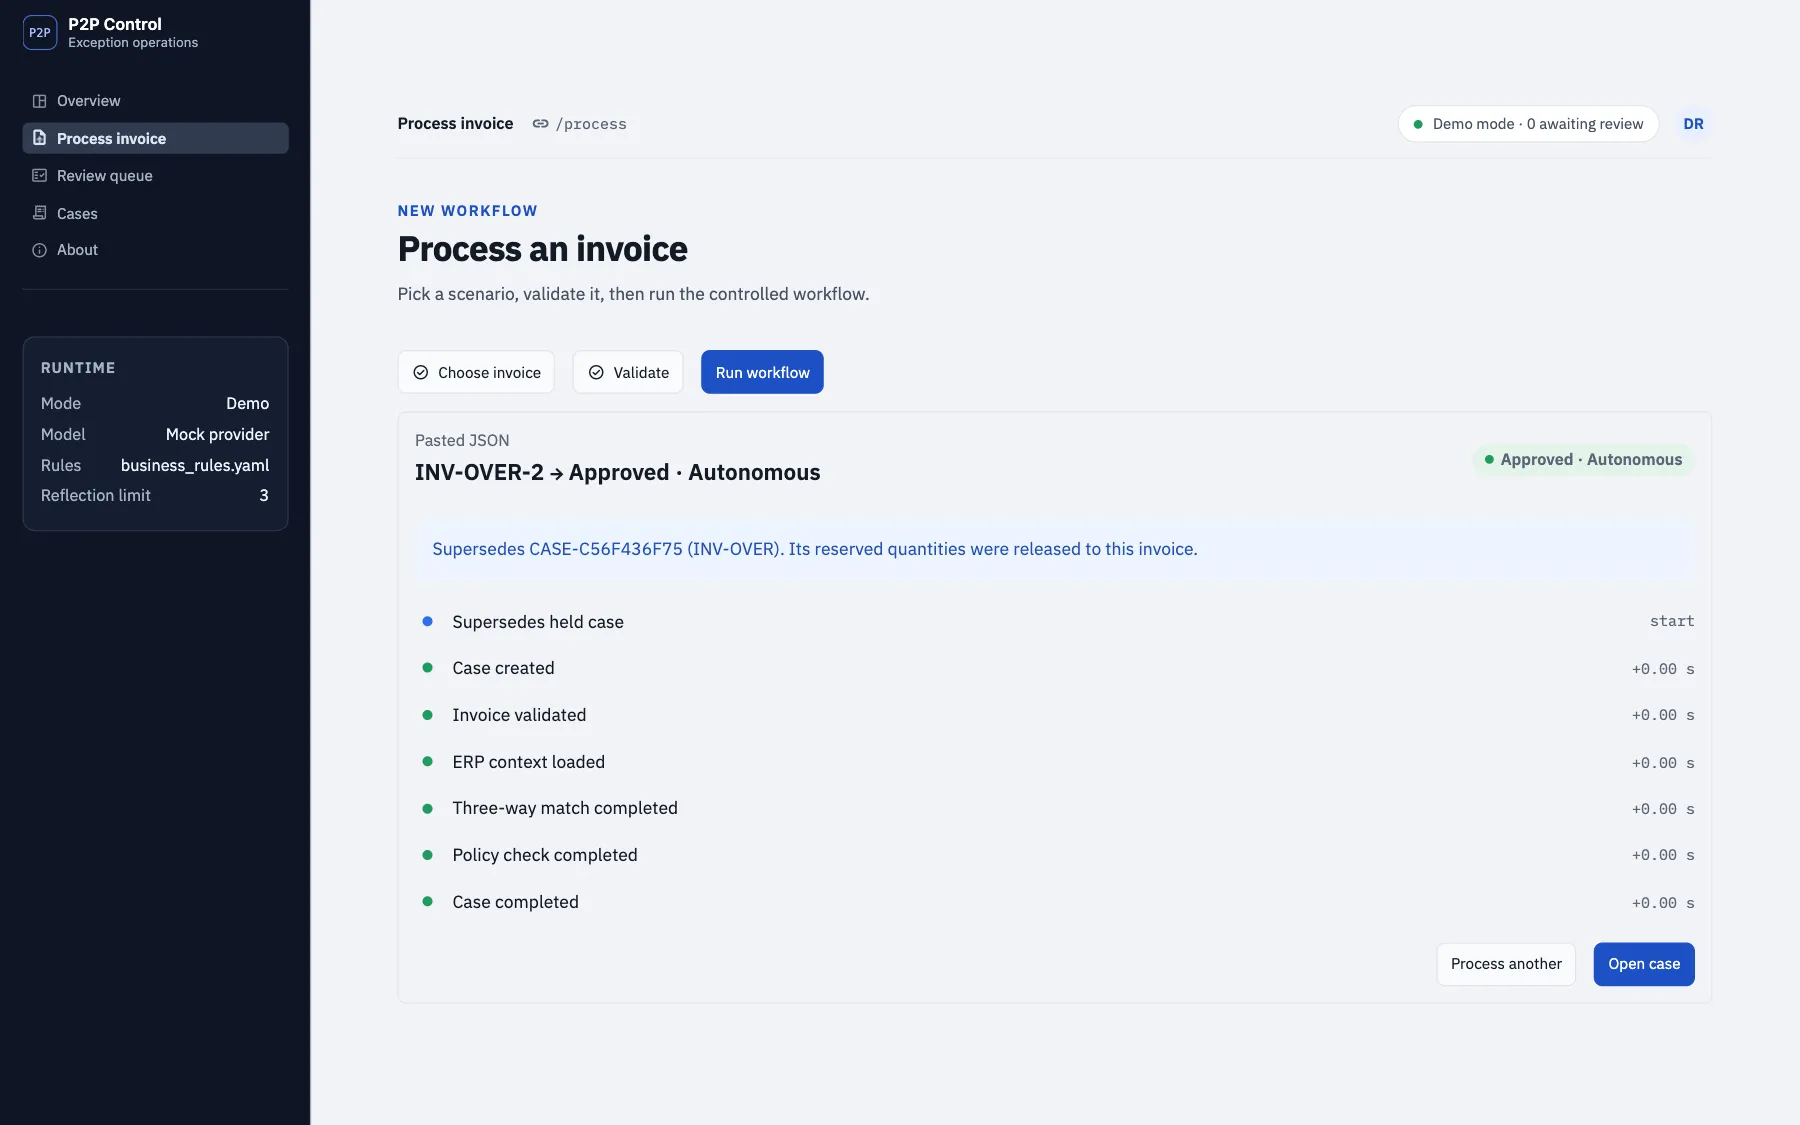 P2P
P2P Control
Exception operations
Overview
Process invoice
Review queue
Cases
About
RUNTIME
Mode Demo
Model Mock provider
Rules business_rules.yaml
Reflection limit 3
Process invoice /process
Demo mode · 0 awaiting review DR
NEW WORKFLOW
Process an invoice
Pick a scenario, validate it, then run the controlled workflow.
Choose invoice Validate Run workflow
Pasted JSON
INV-OVER-2 → Approved · Autonomous
Approved · Autonomous
Supersedes CASE-C56F436F75 (INV-OVER). Its reserved quantities were released to this invoice.
Supersedes held case start
Case created +0.00 s
Invoice validated +0.00 s
ERP context loaded +0.00 s
Three-way match completed +0.00 s
Policy check completed +0.00 s
Case completed +0.00 s
Process another Open case